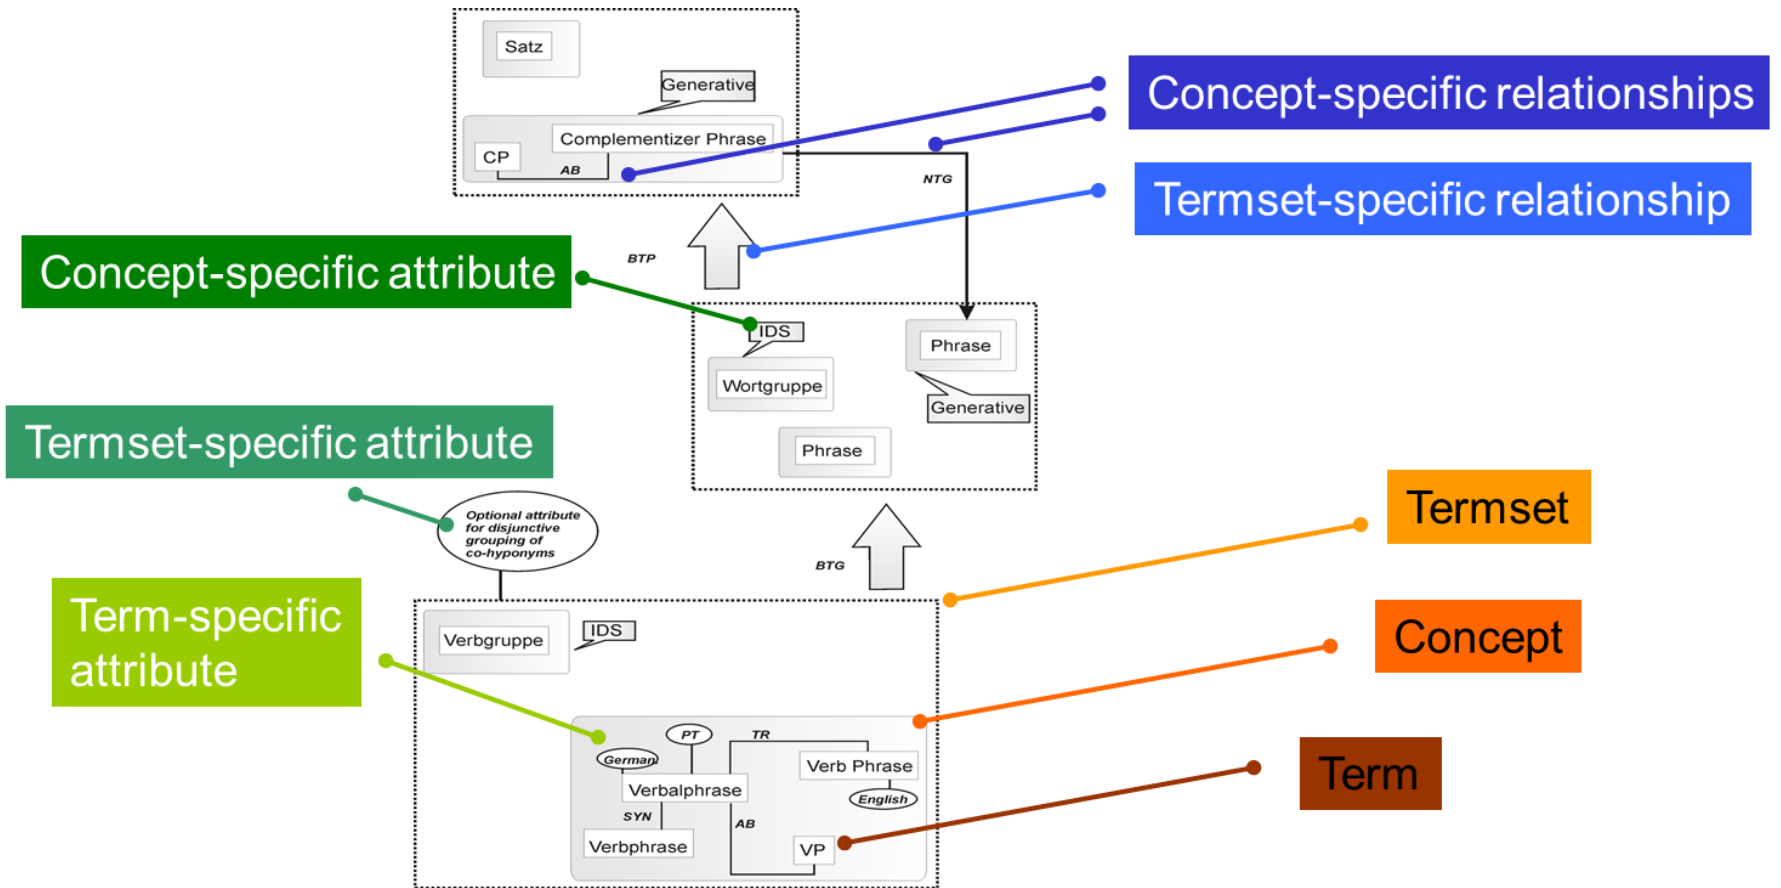 Satz
Generative
Complementizer Phrase
CP
AB
NTG
Concept-specific relationships
Termset-specific relationship
BTP
Concept-specific attribute
IDS
Wortgruppe
Phrase
Generative
Phrase
Termset-specific attribute
Optional attribute
for disjunctive
grouping of
co-hyponyms
BTG
Termset
Term-specific
attribute
Verbgruppe
IDS
Concept
PT
TR
German
Verbalphrase
Verb Phrase
English
SYN
AB
Verbphrase
VP
Term